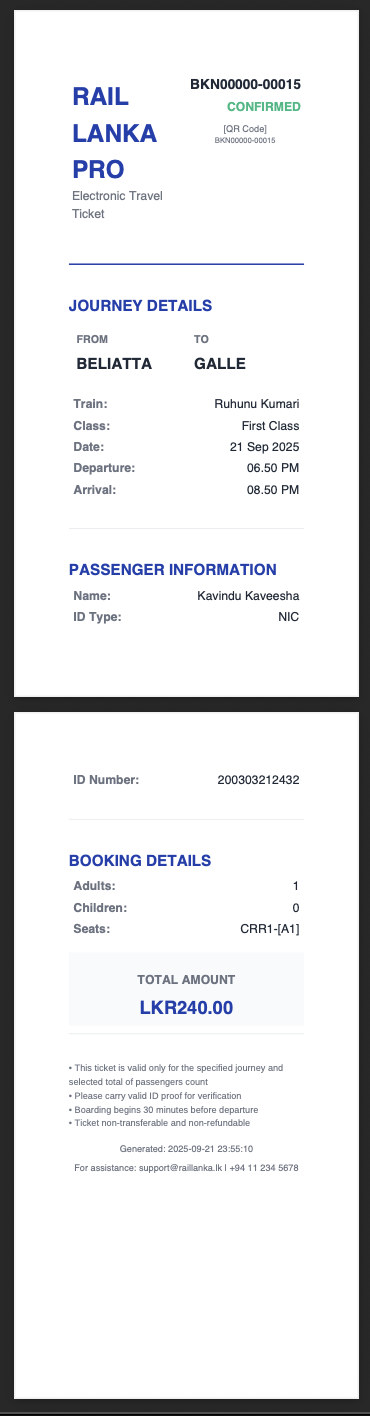 RAIL
LANKA
PRO
Electronic Travel
Ticket
BKN00000-00015
CONFIRMED
[QR Code]
BKN00000-00015
JOURNEY DETAILS
FROM TO
BELIATTA GALLE
Train: Ruhunu Kumari
Class: First Class
Date: 21 Sep 2025
Departure: 06.50 PM
Arrival: 08.50 PM
PASSENGER INFORMATION
Name: Kavindu Kaveesha
ID Type: NIC
ID Number: 200303212432
BOOKING DETAILS
Adults: 1
Children: 0
Seats: CRR1-[A1]
TOTAL AMOUNT
LKR240.00
• This ticket is valid only for the specified journey and
selected total of passengers count
• Please carry valid ID proof for verification
• Boarding begins 30 minutes before departure
• Ticket non-transferable and non-refundable
Generated: 2025-09-21 23:55:10
For assistance: support@raillanka.lk | +94 11 234 5678